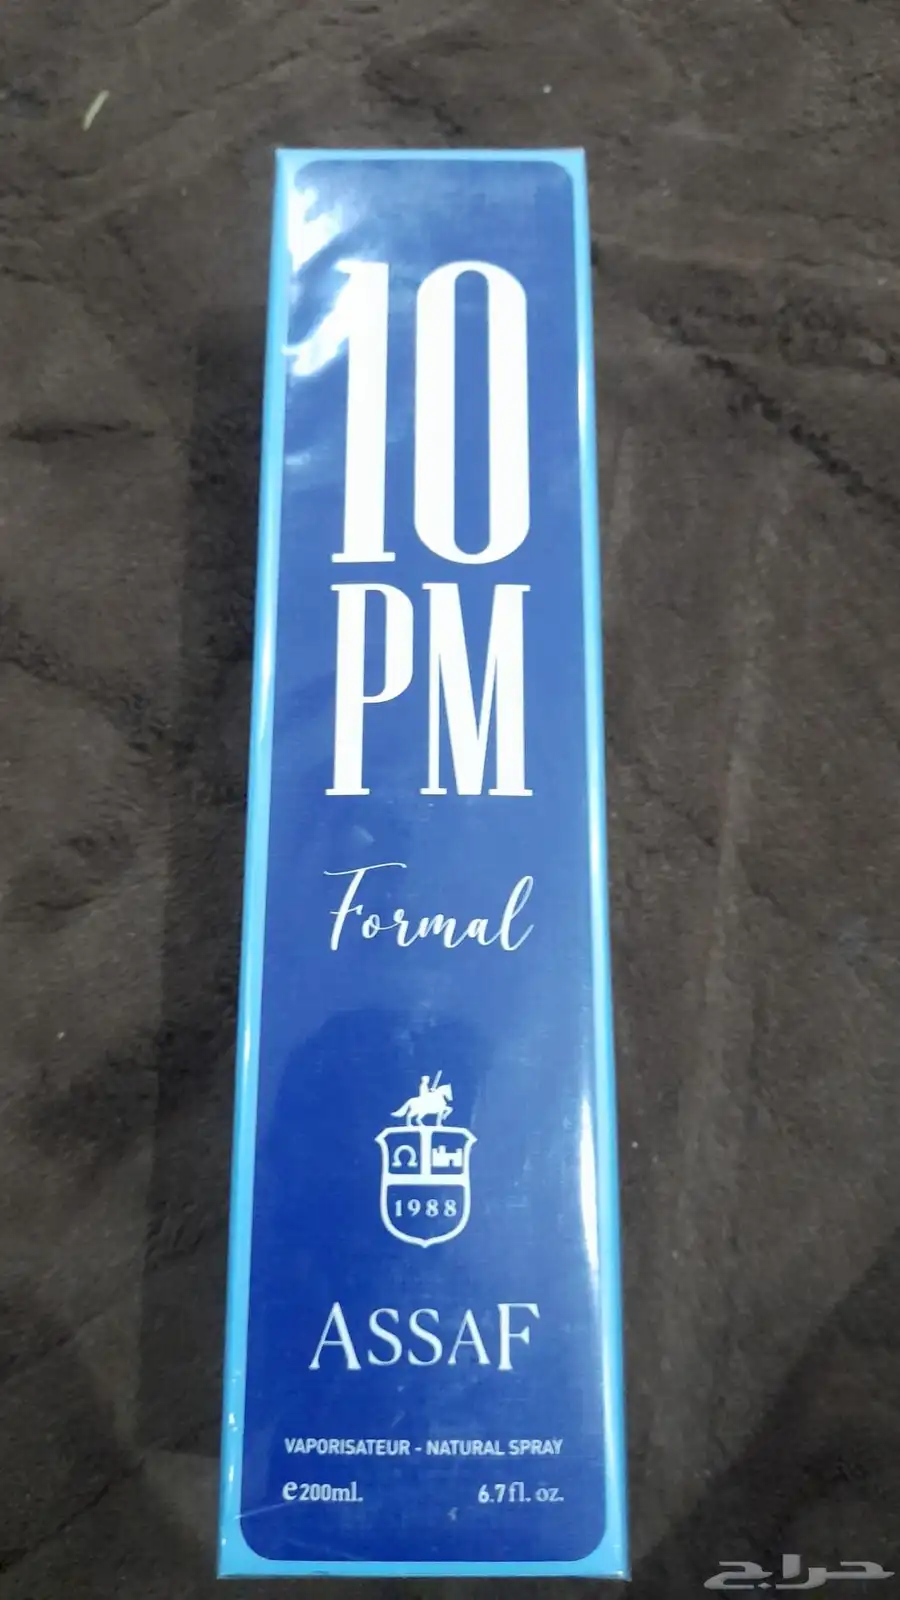 10
PM
Formal
Ω
1988
ASSAF
VAPORISATEUR - NATURAL SPRAY
e200ml. 6.7fl. oz.
حراج